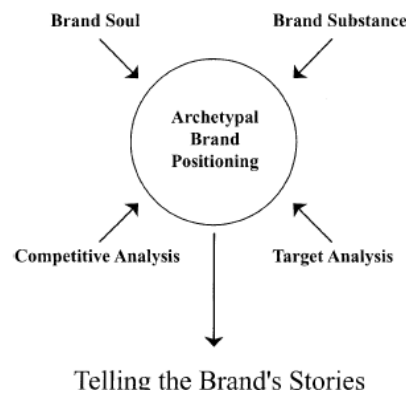 Brand Soul
Brand Substance
Archetypal
Brand
Positioning
Competitive Analysis
Target Analysis
Telling the Brand's Stories